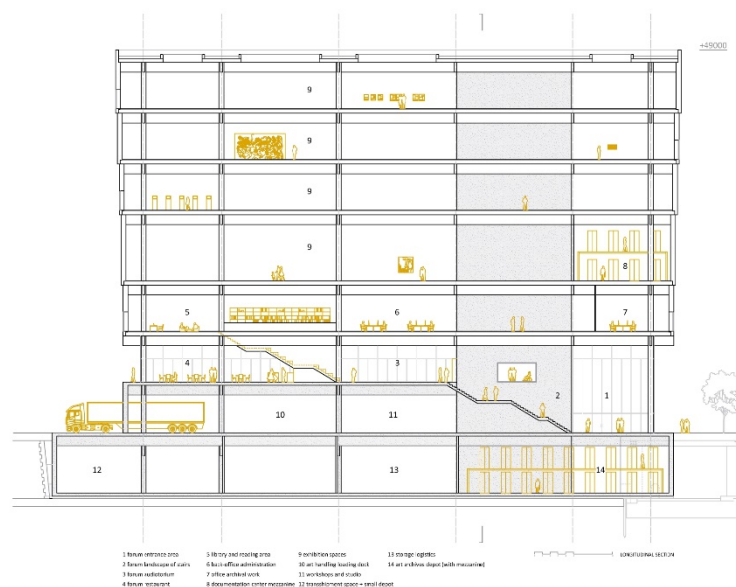 +49000
9
9
9
9
8
5
6
7
4
3
2
1
10
11
12
13
14
1 forum entrance area
2 forum landscape of stairs
3 forum auditorium
4 forum restaurant
5 library and reading area
6 back-office administration
7 office archival work
8 documentation center mezzanine
9 exhibition spaces
10 art handling loading dock
11 workshops and studio
12 transshipment space + small depot
13 storage logistics
14 art archives depot (with mezzanine)
LONGITUDINAL SECTION